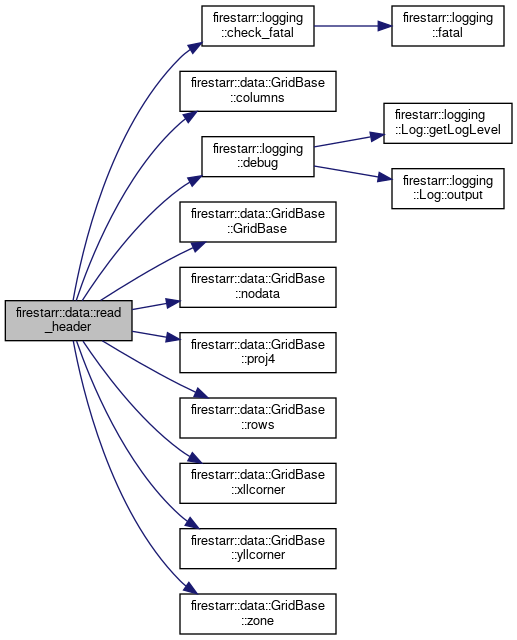 firestarr::logging
::check_fatal
firestarr::logging
::fatal
firestarr::data::GridBase
::columns
firestarr::logging
::debug
firestarr::logging
::Log::getLogLevel
firestarr::logging
::Log::output
firestarr::data::GridBase
::GridBase
firestarr::data::GridBase
::nodata
firestarr::data::read
_header
firestarr::data::GridBase
::proj4
firestarr::data::GridBase
::rows
firestarr::data::GridBase
::xllcorner
firestarr::data::GridBase
::yllcorner
firestarr::data::GridBase
::zone